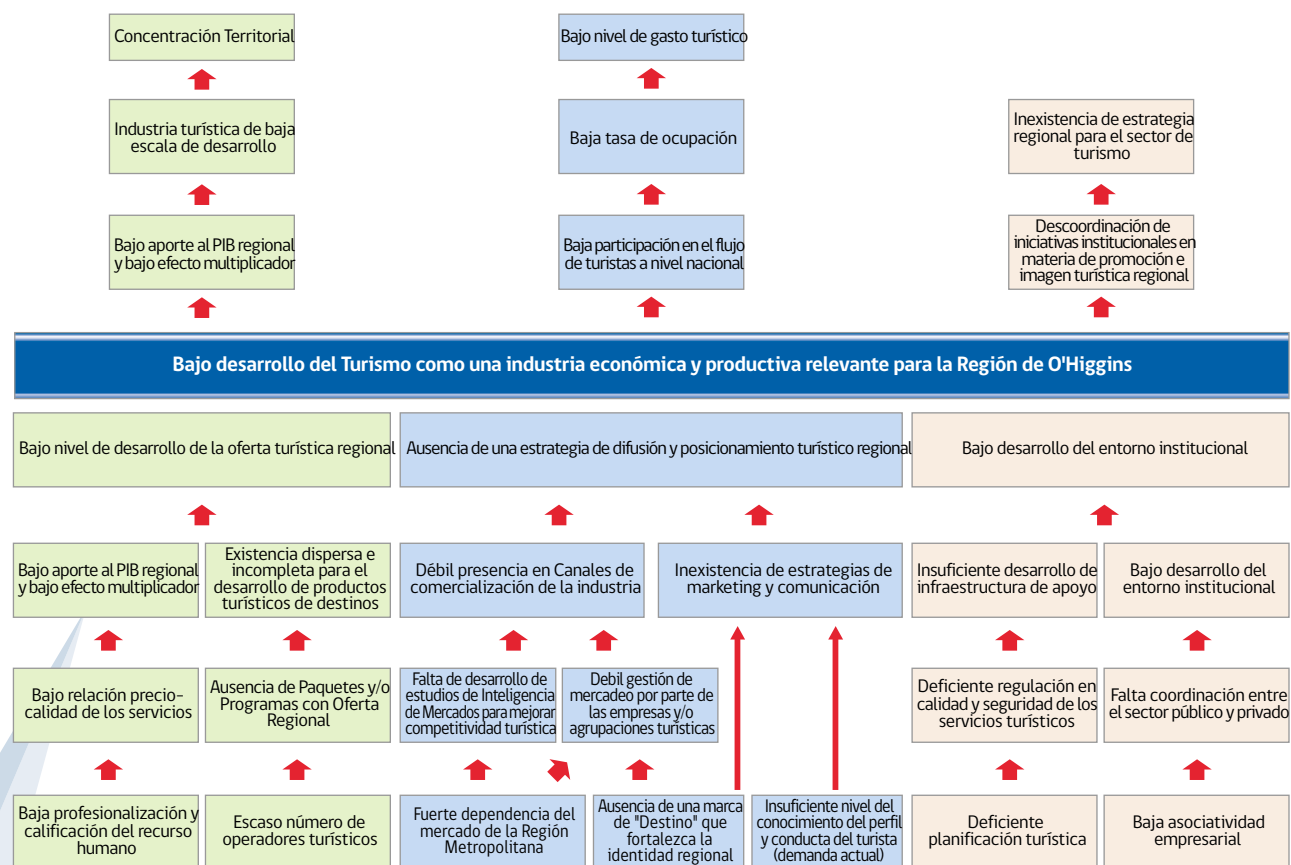 Concentración Territorial
Bajo nivel de gasto turístico
Industria turística de baja
escala de desarrollo
Baja tasa de ocupación
Inexistencia de estrategia
regional para el sector de
turismo
Bajo aporte al PIB regional
y bajo efecto multiplicador
Baja participación en el flujo
de turistas a nivel nacional
Descoordinación de
iniciativas institucionales en
materia de promoción e
imagen turística regional
Bajo desarrollo del Turismo como una industria económica y productiva relevante para la Región de O'Higgins
Bajo nivel de desarrollo de la oferta turística regional
Ausencia de una estrategia de difusión y posicionamiento turístico regional
Bajo desarrollo del entorno institucional
Bajo aporte al PIB regional
y bajo efecto multiplicador
Existencia dispersa e
incompleta para el
desarrollo de productos
turísticos de destinos
Débil presencia en Canales de
comercialización de la industria
Inexistencia de estrategias de
marketing y comunicación
Insuficiente desarrollo de
infraestructura de apoyo
Bajo desarrollo del
entorno institucional
Bajo relación precio-
calidad de los servicios
Ausencia de Paquetes y/o
Programas con Oferta
Regional
Falta de desarrollo de
estudios de Inteligencia
de Mercados para mejorar
competitividad turística
Debil gestión de
mercadeo por parte de
las empresas y/o
agrupaciones turísticas
Deficiente regulación en
calidad y seguridad de los
servicios turísticos
Falta coordinación entre
el sector público y privado
Baja profesionalización y
calificación del recurso
humano
Escaso número de
operadores turísticos
Fuerte dependencia del
mercado de la Región
Metropolitana
Ausencia de una marca
de "Destino" que
fortalezca la
identidad regional
Insuficiente nivel del
conocimiento del perfil
y conducta del turista
(demanda actual)
Deficiente
planificación turística
Baja asociatividad
empresarial